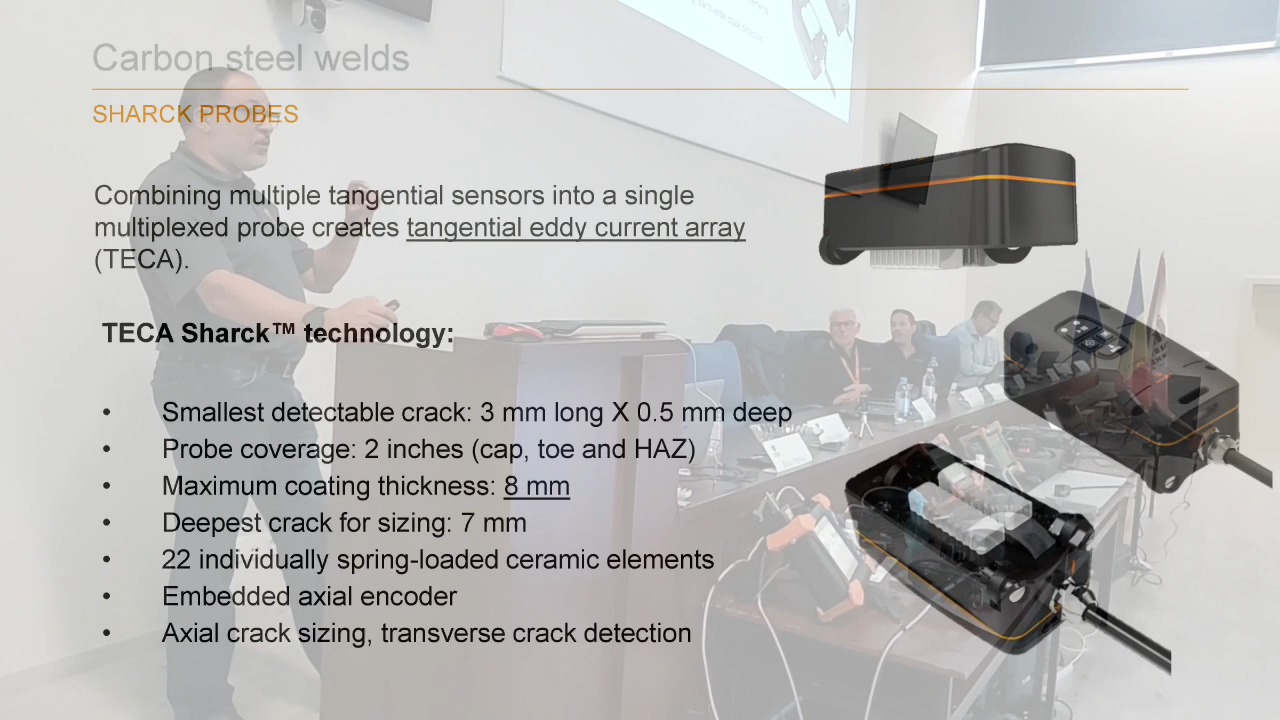 Carbon steel welds
SHARCK PROBES
Combining multiple tangential sensors into a single
multiplexed probe creates tangential eddy current array
(TECA).
TECA Sharck™ technology:
• Smallest detectable crack: 3 mm long X 0.5 mm deep
• Probe coverage: 2 inches (cap, toe and HAZ)
• Maximum coating thickness: 8 mm
• Deepest crack for sizing: 7 mm
• 22 individually spring-loaded ceramic elements
• Embedded axial encoder
• Axial crack sizing, transverse crack detection